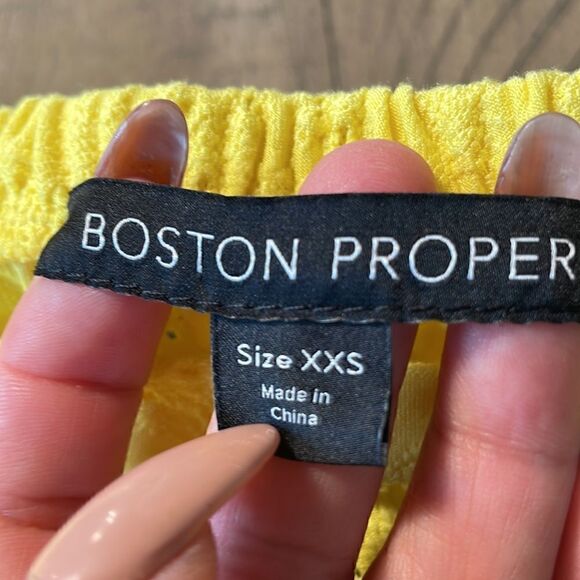 BOSTON PROPER
Size XXS
Made in
China